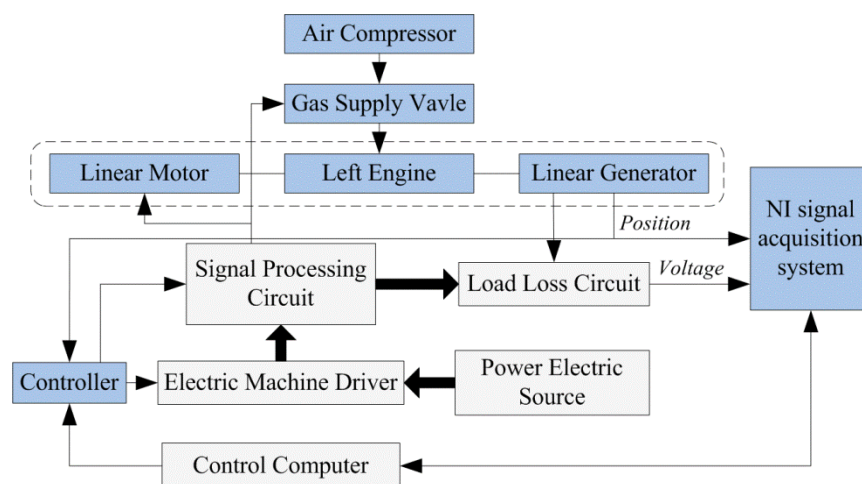 Air Compressor
Gas Supply Vavle
Linear Motor
Left Engine
Linear Generator
NI signal
acquisition
system
Position
Signal Processing
Circuit
Load Loss Circuit
Voltage
Controller
Electric Machine Driver
Power Electric
Source
Control Computer